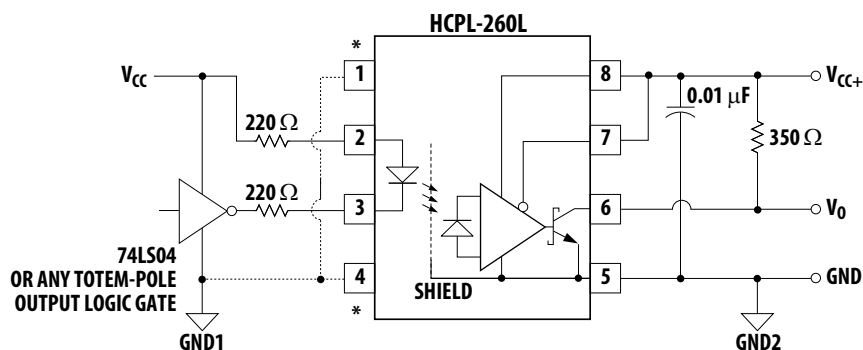 HCPL-260L
*
V_CC
1
8
V_CC+
0.01 μF
220 Ω
2
7
350 Ω
220 Ω
3
6
V_O
74LS04
OR ANY TOTEM-POLE
OUTPUT LOGIC GATE
4
SHIELD
5
GND
*
GND1
GND2